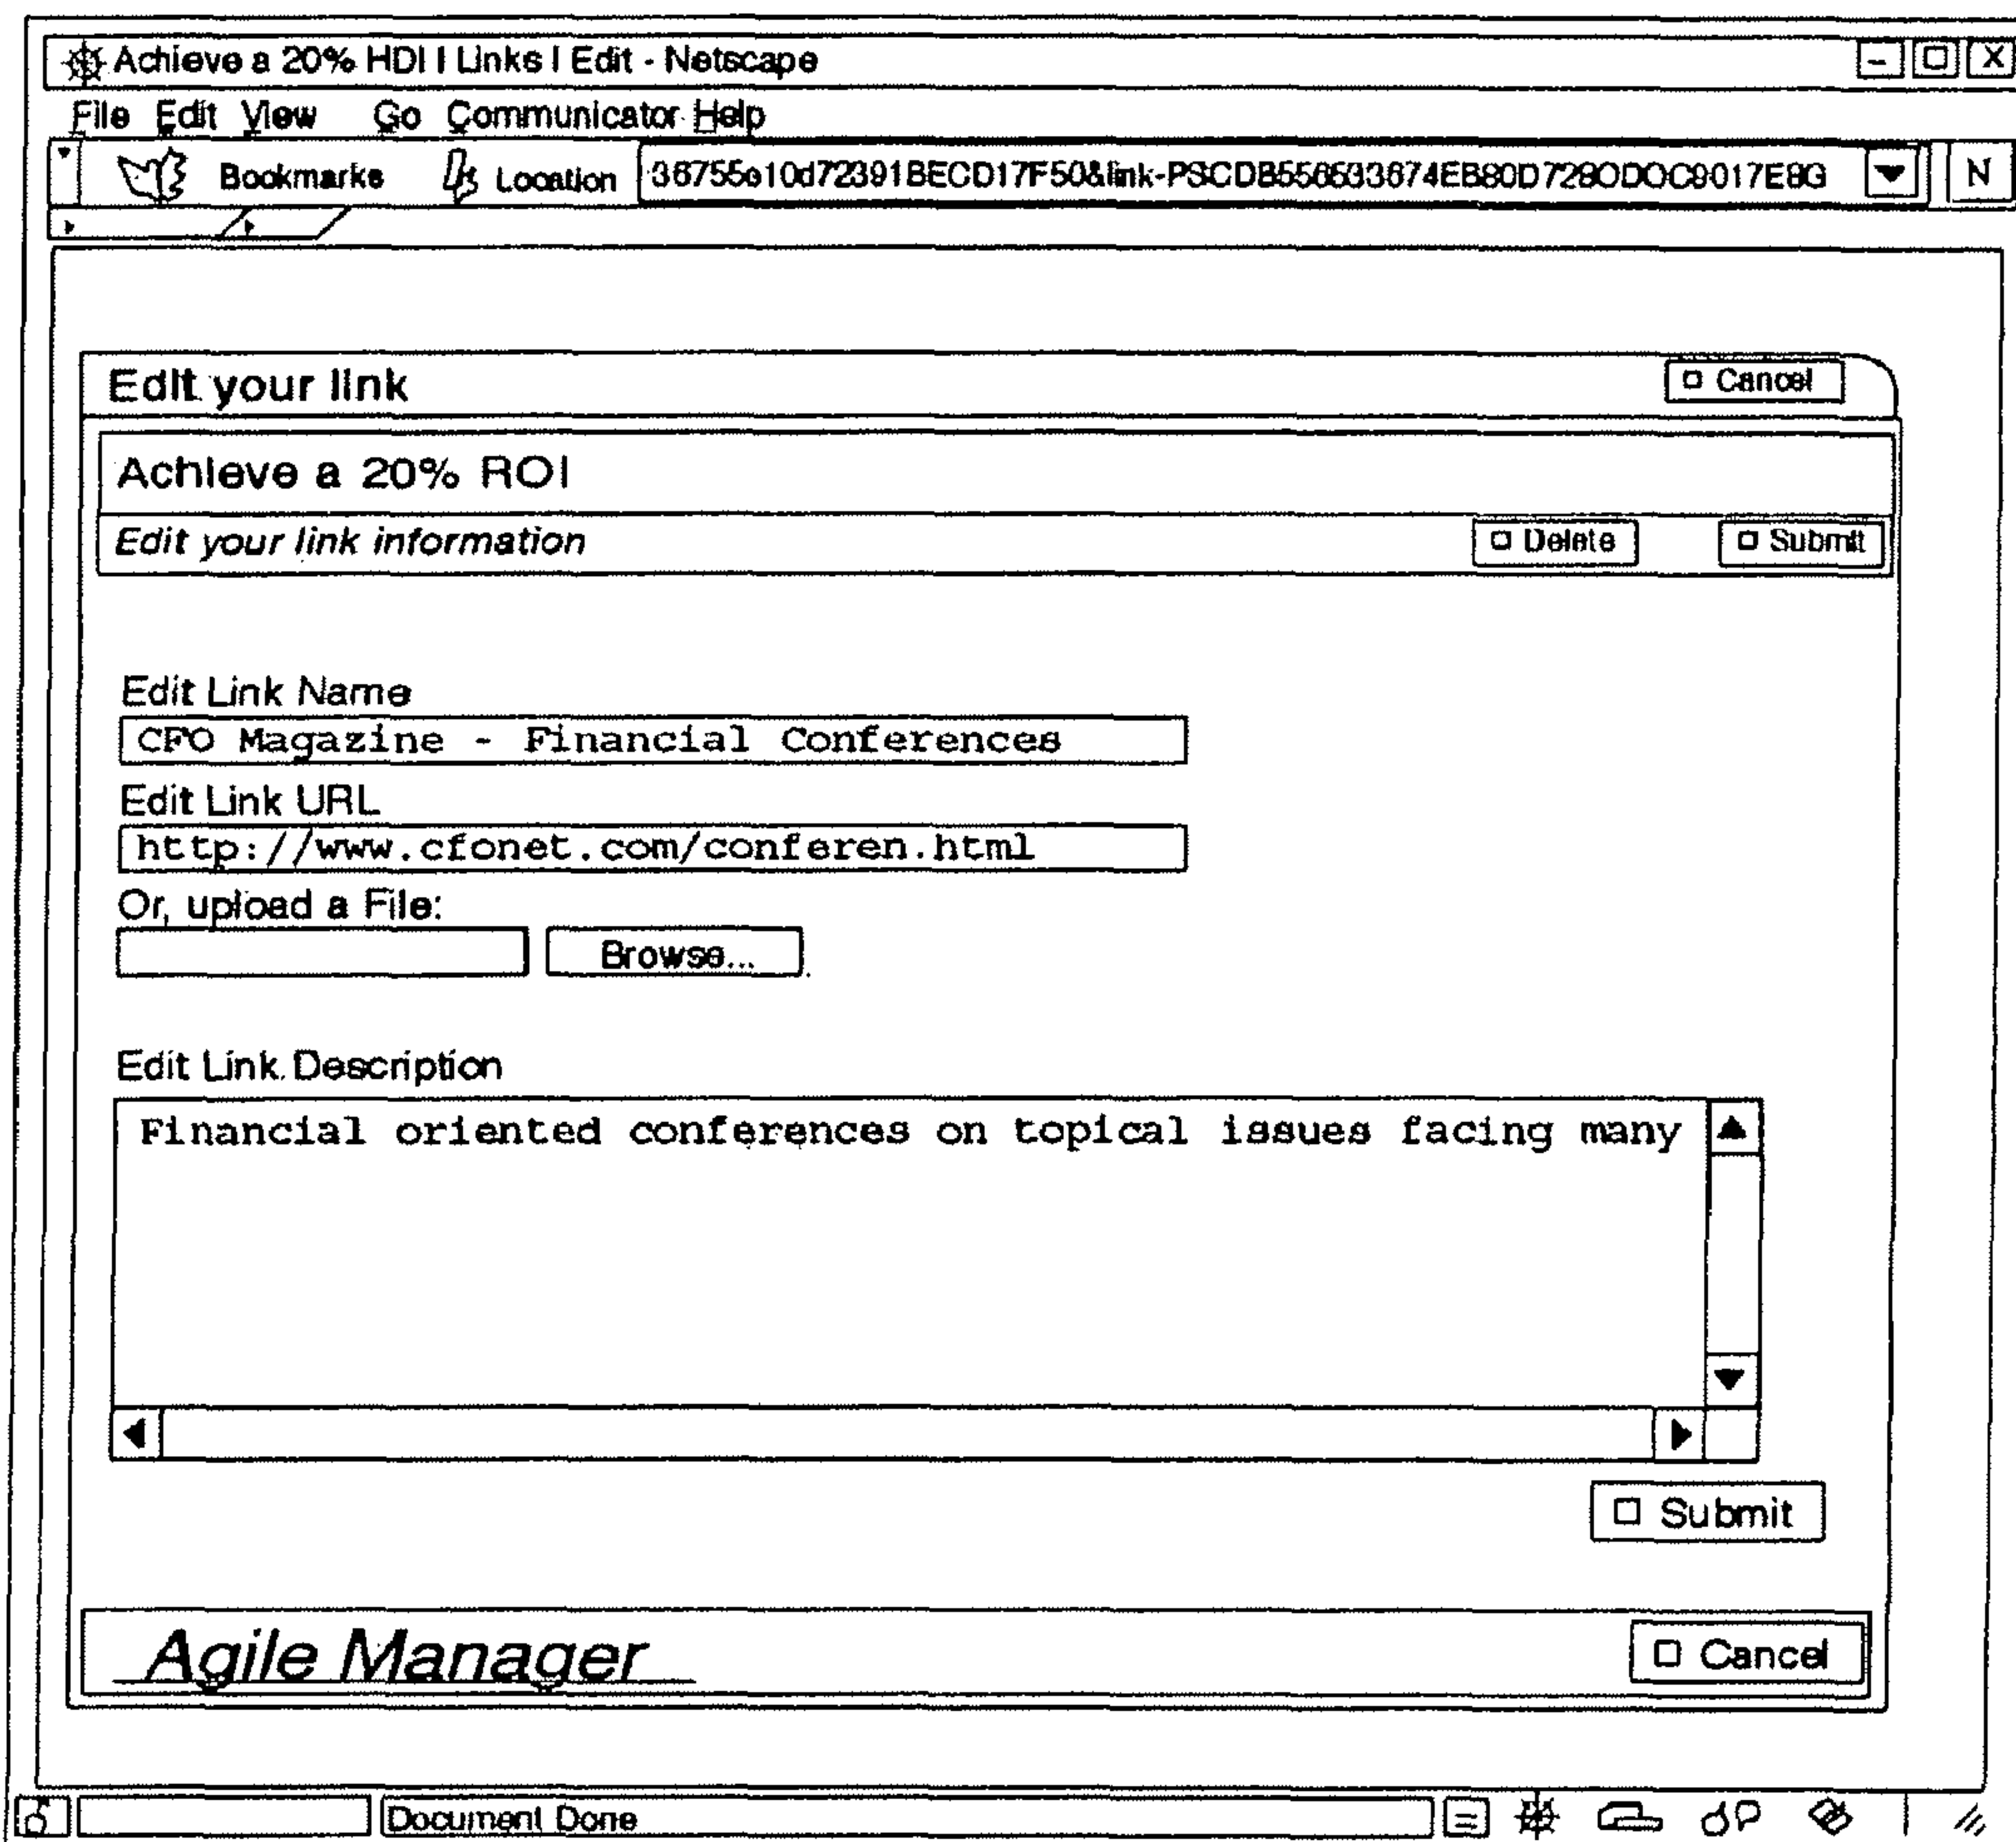 Achieve a 20% HDI I Links I Edit - Netscape
File Edit View Go Communicator Help
Bookmarks Location 36755e10d72391BECD17F50&link-PSCDB556533674EB80D728ODOC9017E8G N
Edit your link Cancel
Achieve a 20% ROI
Edit your link information Delete Submit
Edit Link Name
CFO Magazine - Financial Conferences
Edit Link URL
http://www.cfonet.com/conferen.html
Or, upload a File:
Browse...
Edit Link Description
Financial oriented conferences on topical issues facing many
Submit
Agile Manager Cancel
Document Done